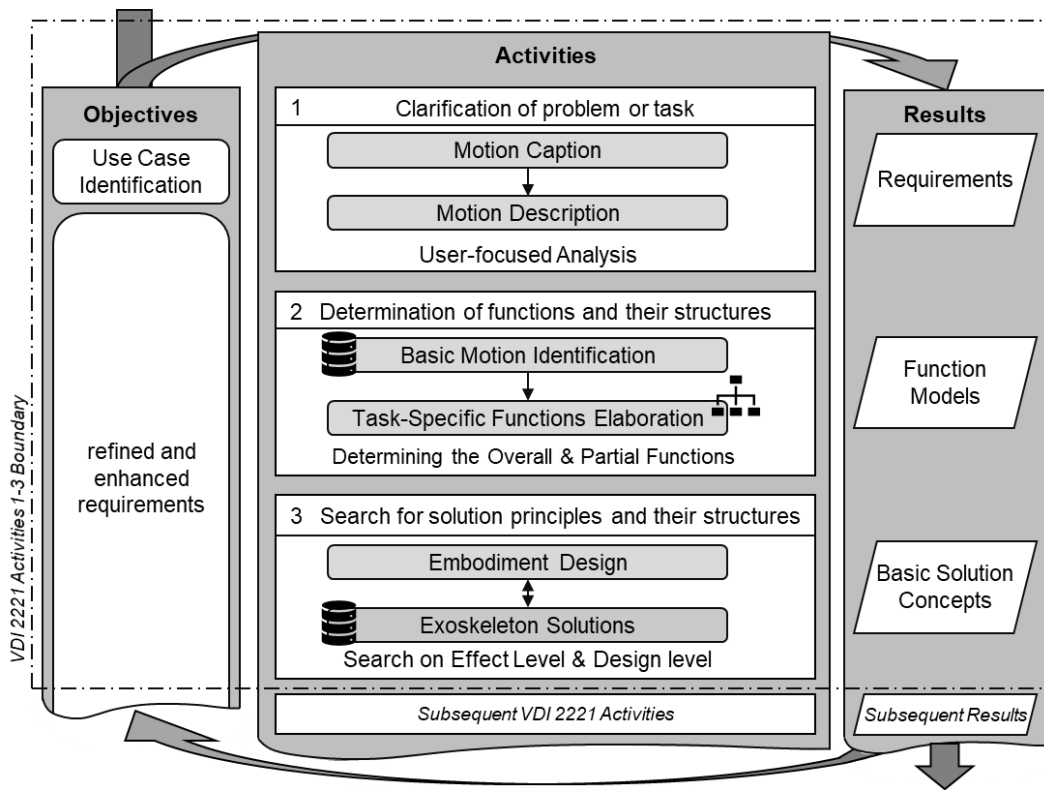 Activities
Objectives
Use Case
Identification
refined and
enhanced
requirements
VDI 2221 Activities 1-3 Boundary
1 Clarification of problem or task
Motion Caption
Motion Description
User-focused Analysis
2 Determination of functions and their structures
Basic Motion Identification
Task-Specific Functions Elaboration
Determining the Overall & Partial Functions
3 Search for solution principles and their structures
Embodiment Design
Exoskeleton Solutions
Search on Effect Level & Design level
Subsequent VDI 2221 Activities
Results
Requirements
Function
Models
Basic Solution
Concepts
Subsequent Results